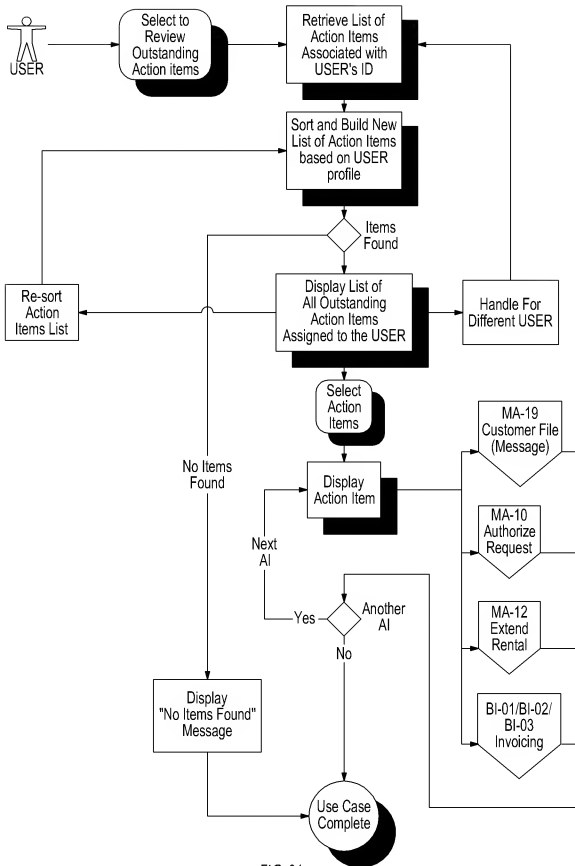 USER
Select to
Review
Outstanding
Action items
Retrieve List of
Action Items
Associated with
USER's ID
Sort and Build New
List of Action Items
based on USER
profile
Items
Found
Re-sort
Action
Items List
Display List of
All Outstanding
Action Items
Assigned to the USER
Handle For
Different USER
Select
Action
Items
No Items
Found
Display
Action Item
MA-19
Customer File
(Message)
MA-10
Authorize
Request
MA-12
Extend
Rental
BI-01/BI-02/
BI-03
Invoicing
Next
AI
Yes
Another
AI
No
Display
"No Items Found"
Message
Use Case
Complete